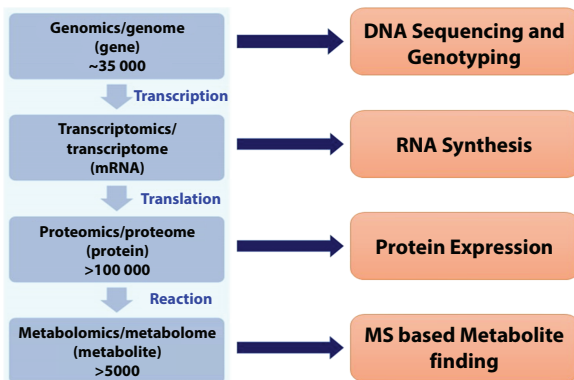 Genomics/genome
(gene)
~35 000
DNA Sequencing and
Genotyping
Transcription
Transcriptomics/
transcriptome
(mRNA)
RNA Synthesis
Translation
Proteomics/proteome
(protein)
>100 000
Protein Expression
Reaction
Metabolomics/metabolome
(metabolite)
>5000
MS based Metabolite
finding